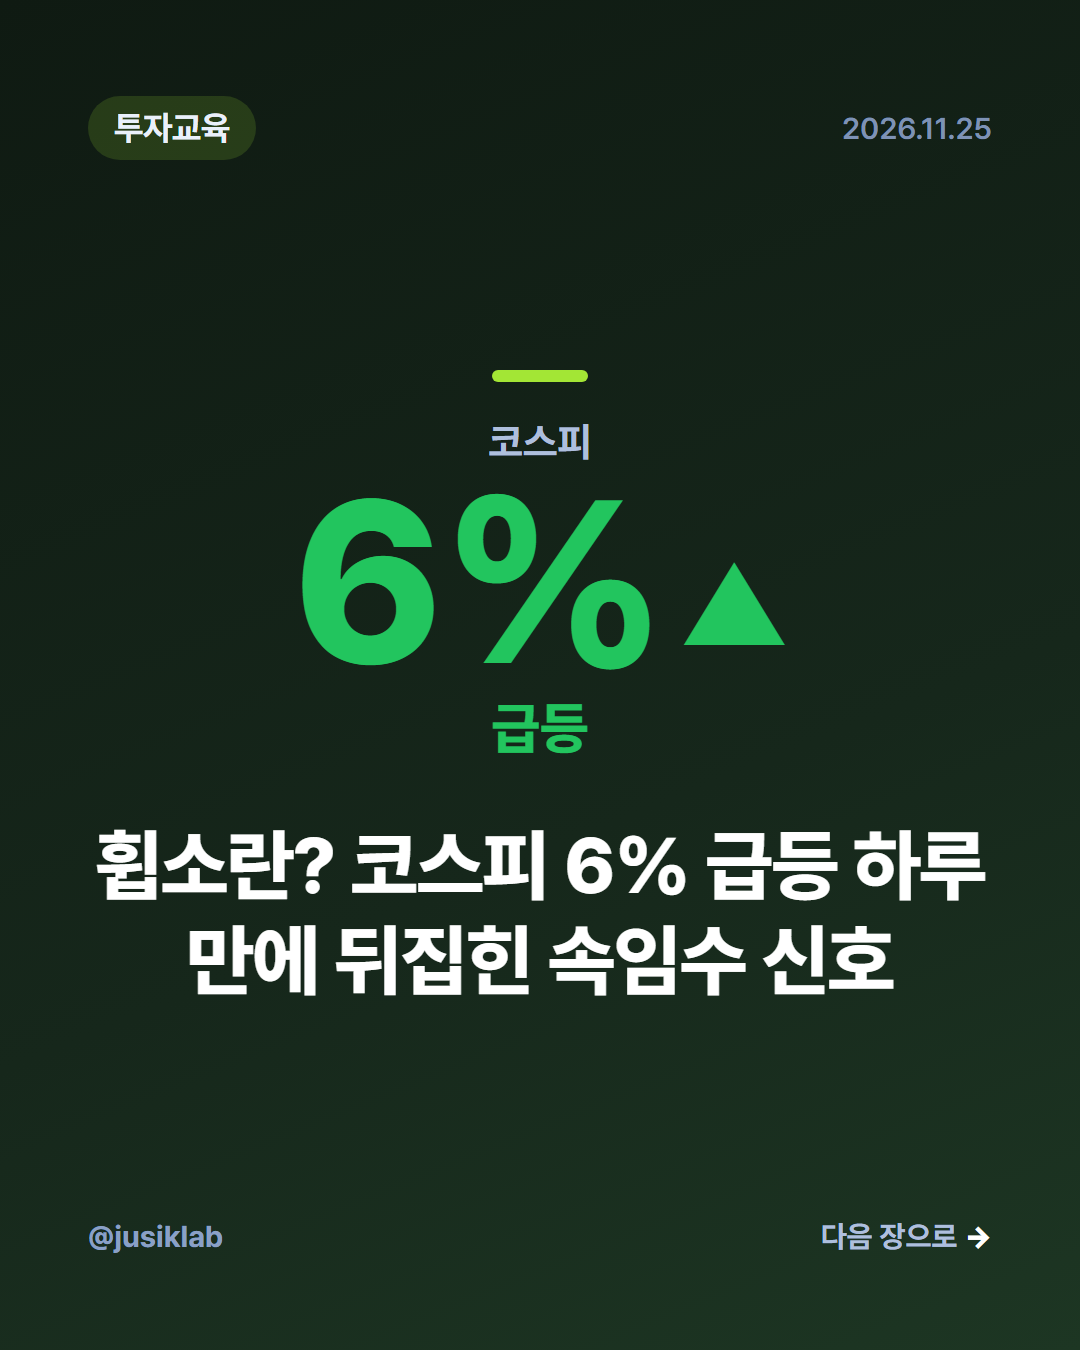 투자교육
2026.11.25
코스피
6%▲
급등
휩소란? 코스피 6% 급등 하루
만에 뒤집힌 속임수 신호
@jusiklab
다음 장으로 →